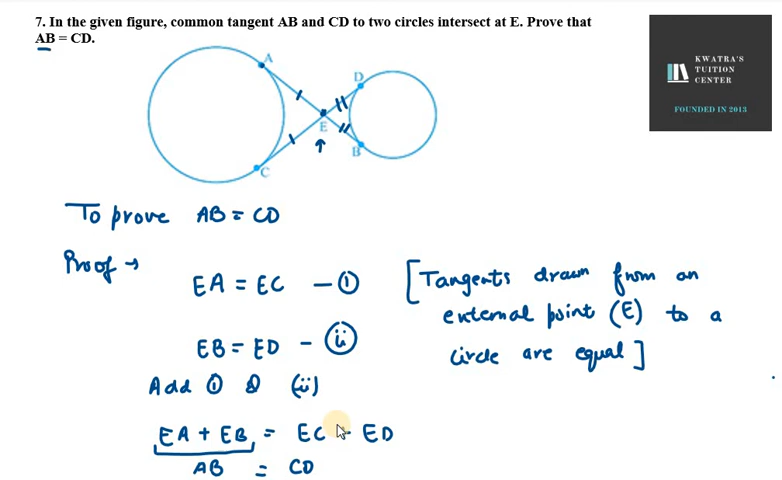 7. In the given figure, common tangent AB and CD to two circles intersect at E. Prove that
AB = CD.
KWATRA'S
TUITION
CENTER
FOUNDED IN 2013
A
D
E
B
C
To prove AB = CD
Proof →
EA = EC - ①
[Tangents drawn from an
external point (E) to a
circle are equal]
EB = ED - (ii)
Add ① & (ii)
EA + EB = EC + ED
AB = CD